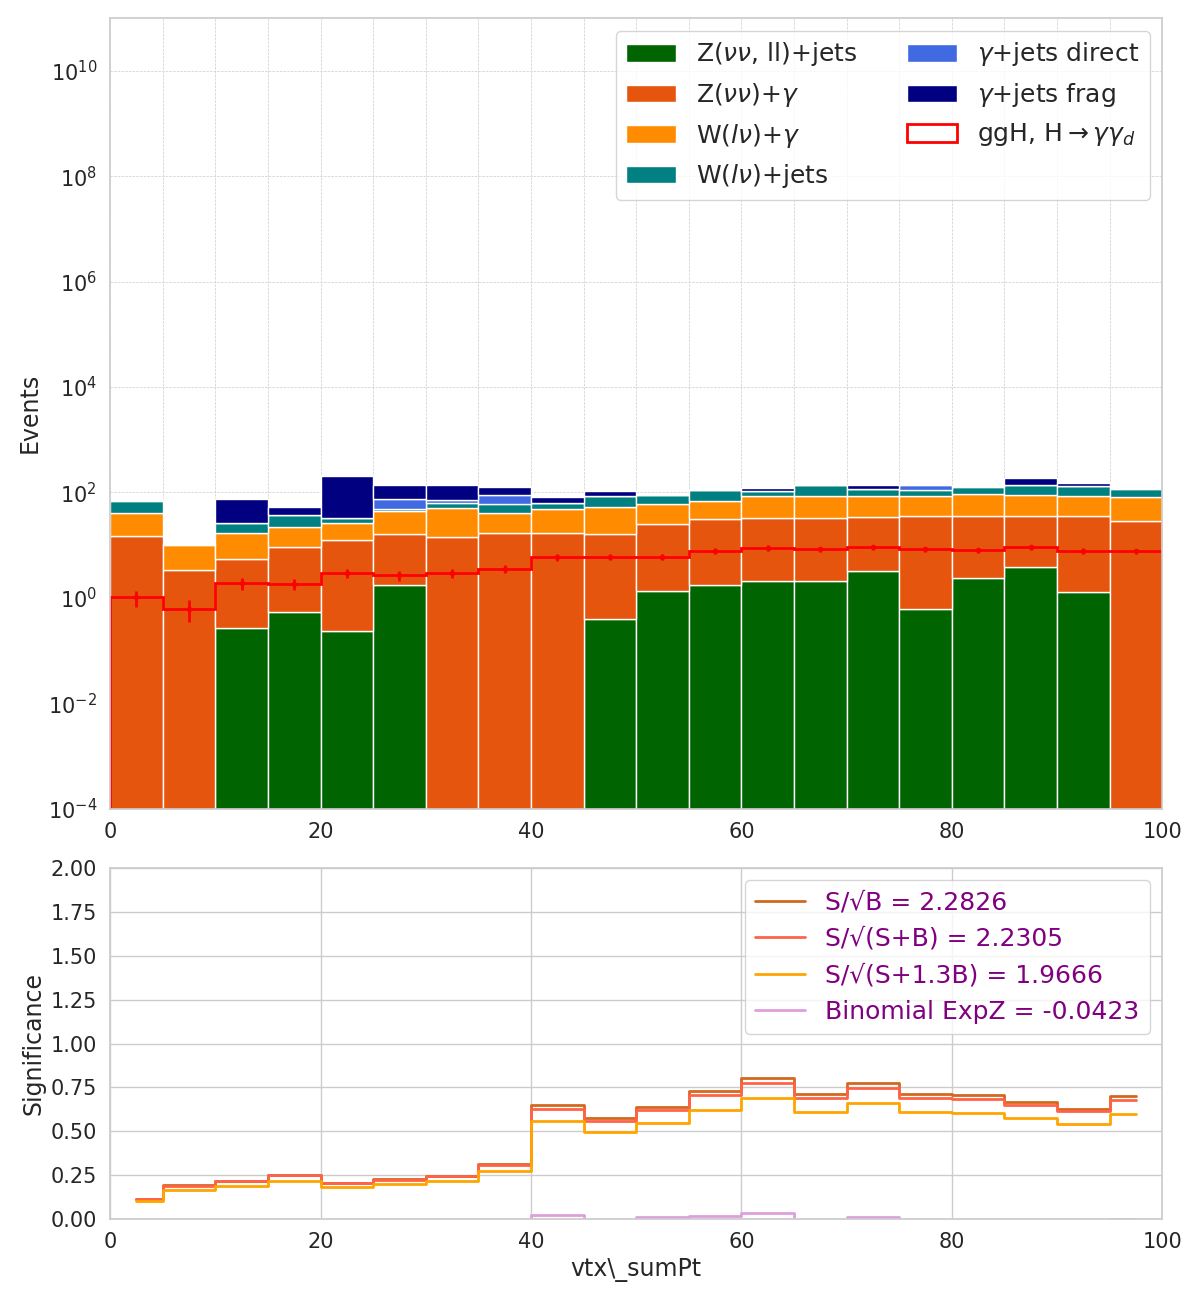 Z(νν, ll)+jets
Z(νν)+γ
W(lν)+γ
W(lν)+jets
γ+jets direct
γ+jets frag
ggH, H→γγ_d
Events
10^10
10^8
10^6
10^4
10^2
10^0
10^−2
10^−4
0 20 40 60 80 100
S/√B = 2.2826
S/√(S+B) = 2.2305
S/√(S+1.3B) = 1.9666
Binomial ExpZ = -0.0423
Significance
2.00
1.75
1.50
1.25
1.00
0.75
0.50
0.25
0.00
0 20 40 60 80 100
vtx\_sumPt